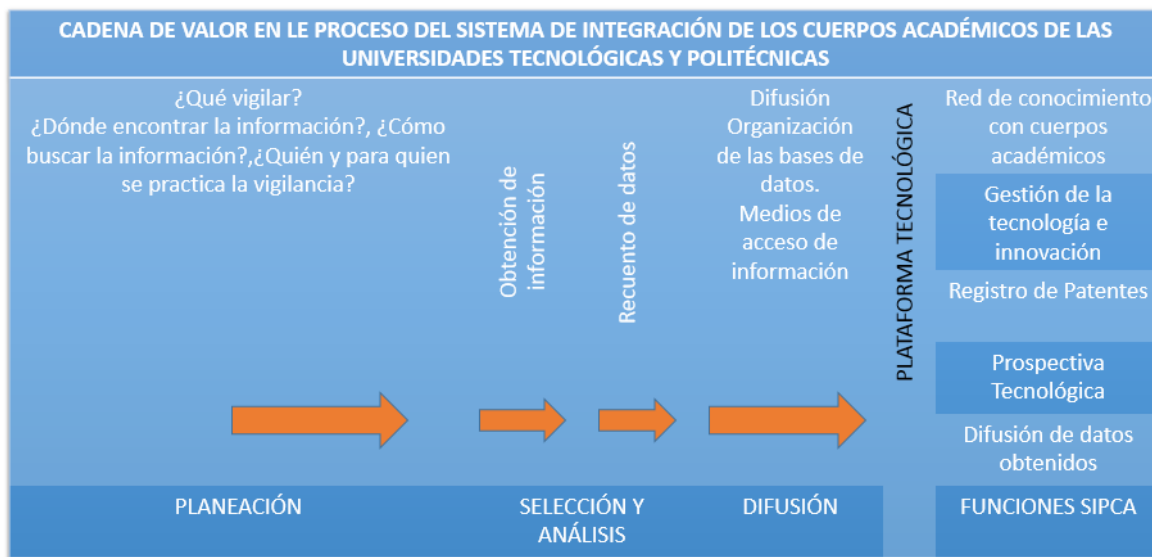 CADENA DE VALOR EN LE PROCESO DEL SISTEMA DE INTEGRACIÓN DE LOS CUERPOS ACADÉMICOS DE LAS
UNIVERSIDADES TECNOLÓGICAS Y POLITÉCNICAS
¿Qué vigilar?
¿Dónde encontrar la información?, ¿Cómo
buscar la información?,¿Quién y para quien
se practica la vigilancia?
Obtención de
información
Recuento de datos
Difusión
Organización
de las bases de
datos.
Medios de
acceso de
información
PLATAFORMA TECNOLÓGICA
Red de conocimiento
con cuerpos
académicos
Gestión de la
tecnología e
innovación
Registro de Patentes
Prospectiva
Tecnológica
Difusión de datos
obtenidos
PLANEACIÓN
SELECCIÓN Y
ANÁLISIS
DIFUSIÓN
FUNCIONES SIPCA